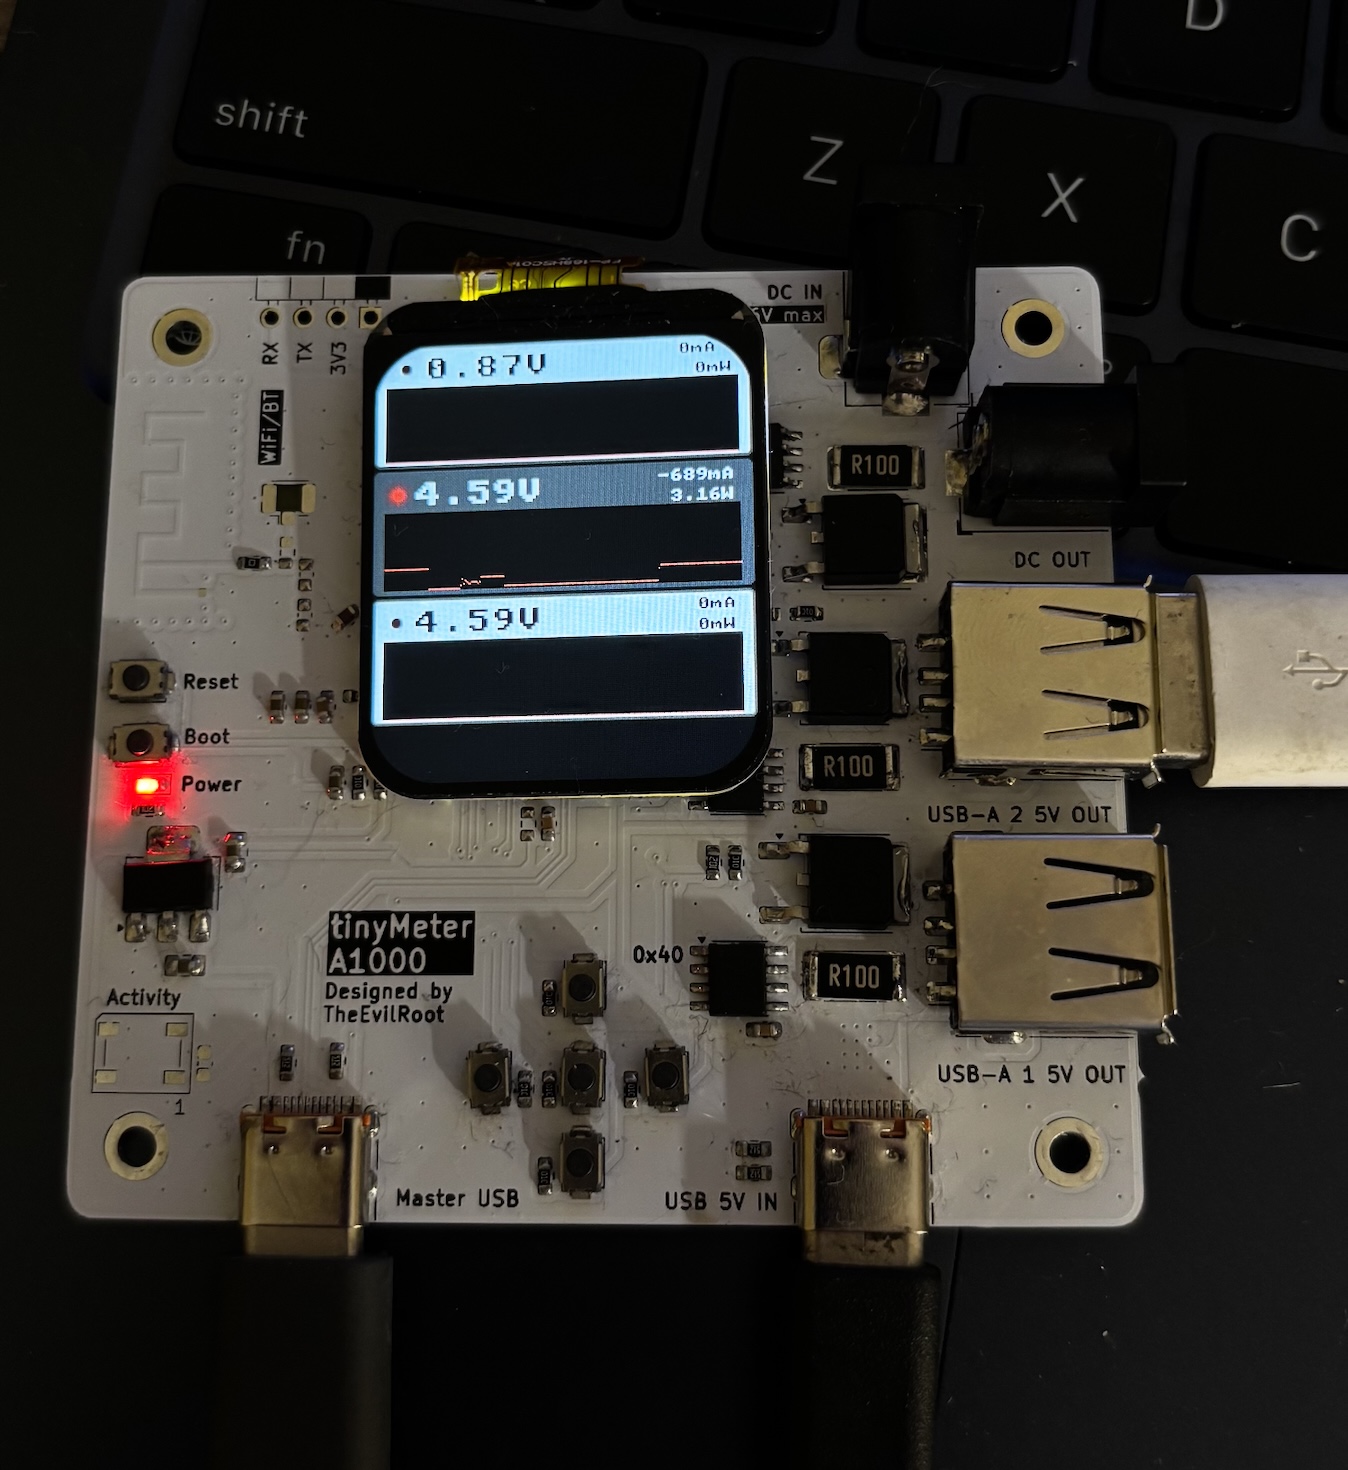 shift
Z
X
C
D
fn
DC IN
5V max
RX
TX
3V3
WiFi/BT
0.87V
0mA
0mW
4.59V
-689mA
3.16W
4.59V
0mA
0mW
R100
DC OUT
Reset
Boot
Power
R100
USB-A 2 5V OUT
tinyMeter
A1000
Designed by
TheEvilRoot
0x40
R100
Activity
1
USB-A 1 5V OUT
Master USB
USB 5V IN